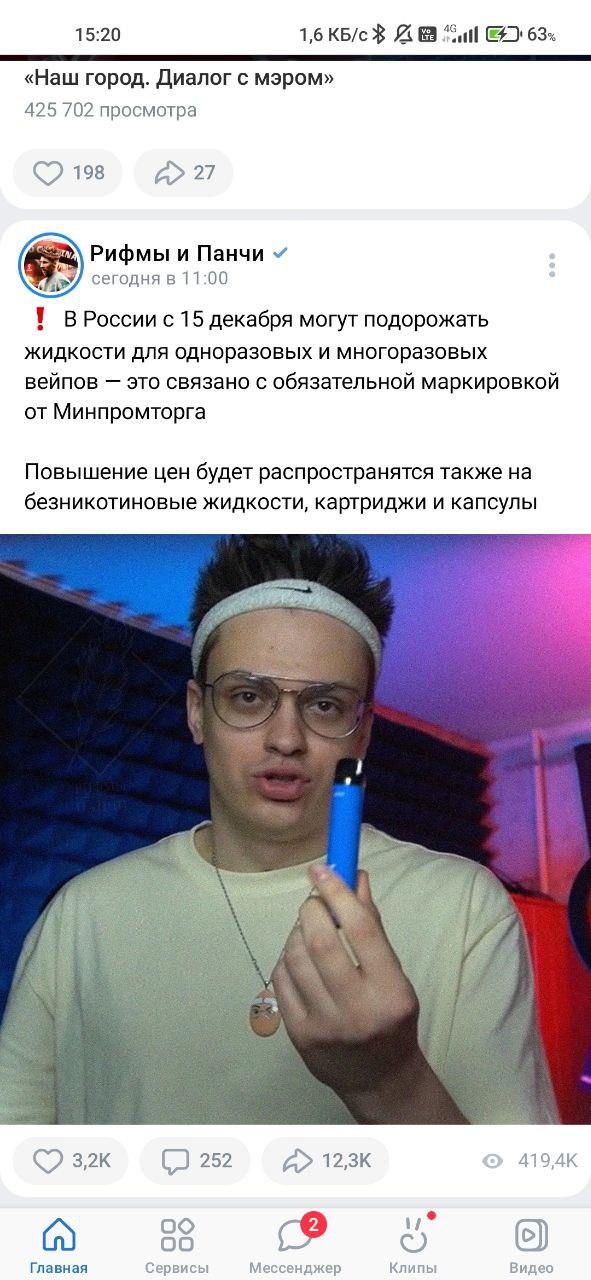 15:20 1,6 КБ/с Vo LTE 4G 63%
«Наш город. Диалог с мэром»
425 702 просмотра
198 27
Рифмы и Панчи
сегодня в 11:00
❗ В России с 15 декабря могут подорожать
жидкости для одноразовых и многоразовых
вейпов — это связано с обязательной маркировкой
от Минпромторга
Повышение цен будет распространятся также на
безникотиновые жидкости, картриджи и капсулы
3,2K 252 12,3K 419,4K
2
Главная Сервисы Мессенджер Клипы Видео